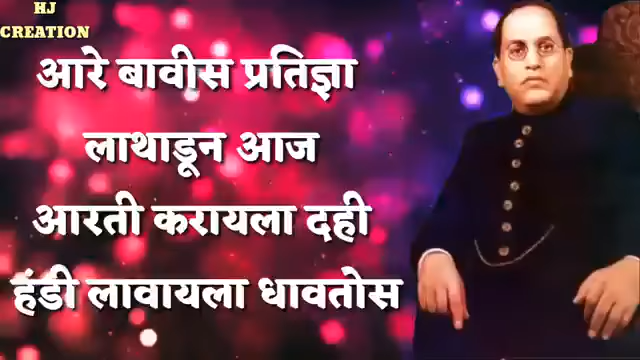 HJ
CREATION
आरे बावीस प्रतिज्ञा
लाथाडून आज
आरती करायला दही
हंडी लावायला धावतोस